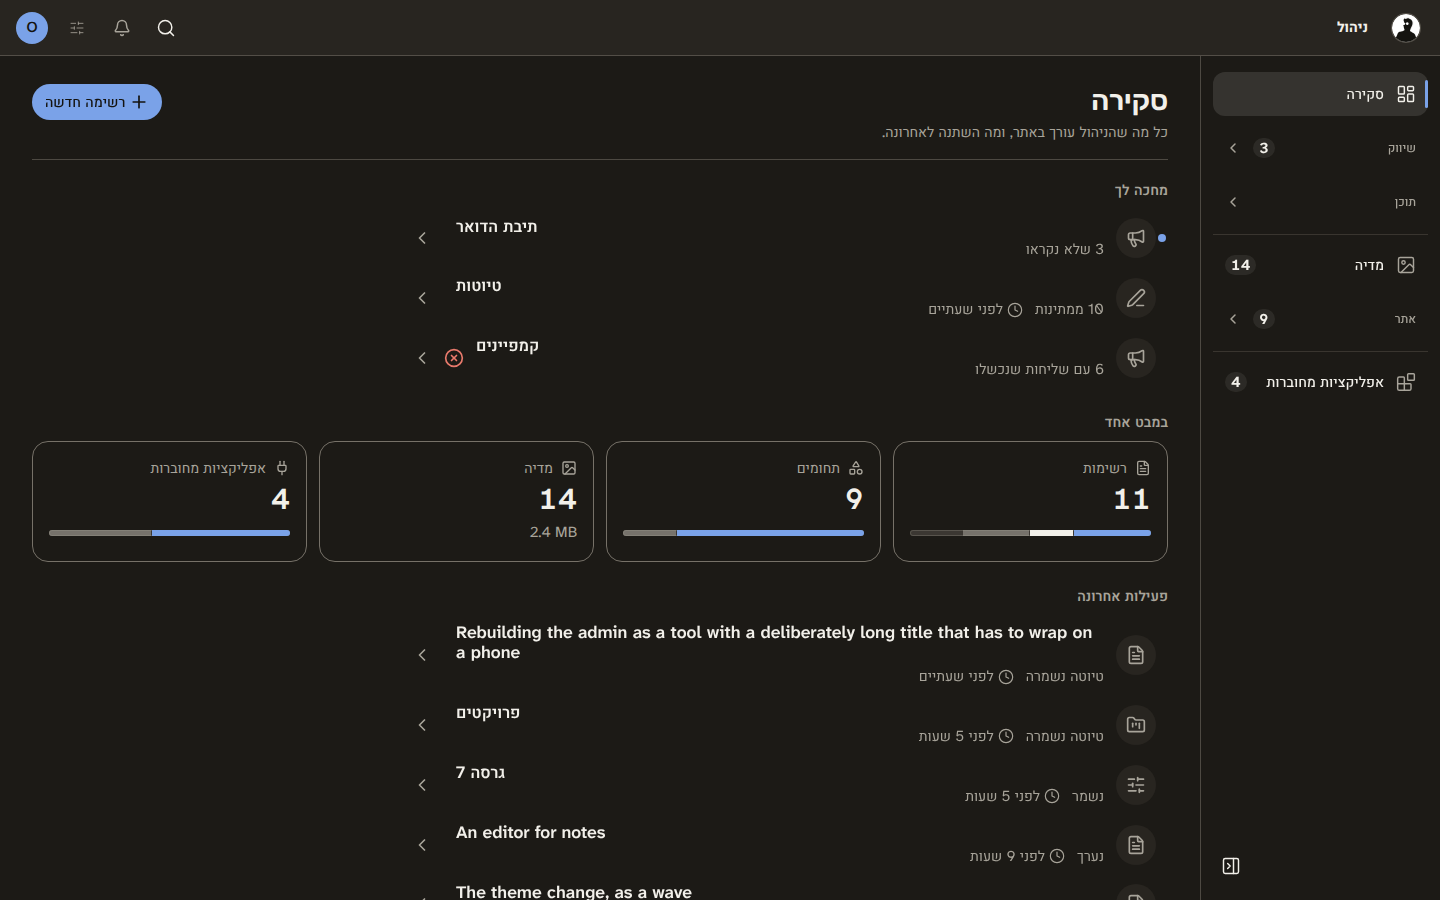 ניהול
O
סקירה
שיווק
3
תוכן
מדיה
14
אתר
9
אפליקציות מחוברות
4
סקירה
רשימה חדשה
כל מה שהניהול עורך באתר, ומה השתנה לאחרונה.
מחכה לך
תיבת הדואר
3 שלא נקראו
טיוטות
10 ממתינות לפני שעתיים
קמפיינים
6 עם שליחות שנכשלו
במבט אחד
רשימות
11
תחומים
9
מדיה
14
2.4 MB
אפליקציות מחוברות
4
פעילות אחרונה
Rebuilding the admin as a tool with a deliberately long title that has to wrap on
a phone
טיוטה נשמרה לפני שעתיים
פרויקטים
טיוטה נשמרה לפני 5 שעות
גרסה 7
נשמר לפני 5 שעות
An editor for notes
נערך לפני 9 שעות
The theme change, as a wave